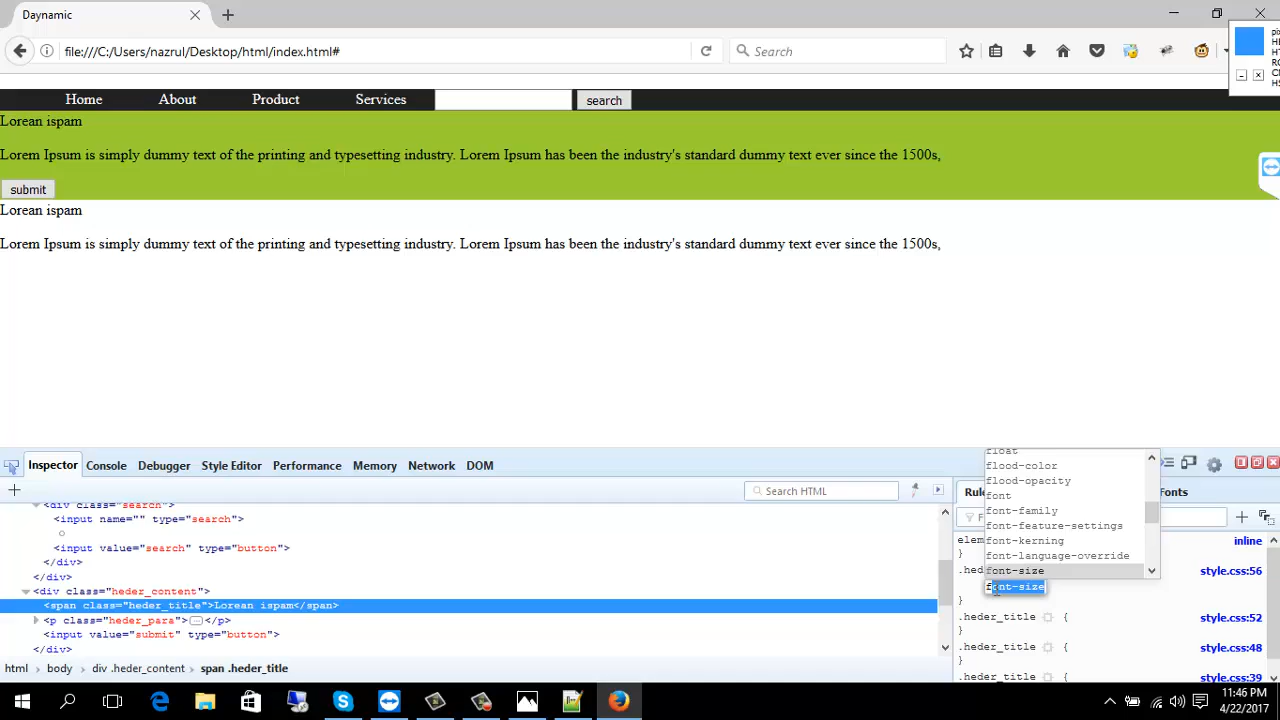 Daynamic
file:///C:/Users/nazrul/Desktop/html/index.html#
Search
Home About Product Services search
Lorean ispam
Lorem Ipsum is simply dummy text of the printing and typesetting industry. Lorem Ipsum has been the industry's standard dummy text ever since the 1500s,
submit
Lorean ispam
Lorem Ipsum is simply dummy text of the printing and typesetting industry. Lorem Ipsum has been the industry's standard dummy text ever since the 1500s,
Inspector Console Debugger Style Editor Performance Memory Network DOM
Search HTML
<div class="search">
<input name="" type="search">
<input value="search" type="button">
</div>
</div>
<div class="heder_content">
<span class="heder_title">Lorean ispam</span>
<p class="heder_para"></p>
<input value="submit" type="button">
</div>
html body div .heder_content span .heder_title
float
flood-color
flood-opacity
font
font-family
font-feature-settings
font-kerning
font-language-override
font-size
Fonts
inline
}
style.css:56
font-size
}
.heder_title { style.css:52
}
.heder_title { style.css:48
}
.heder_title { style.css:39
11:46 PM
4/22/2017